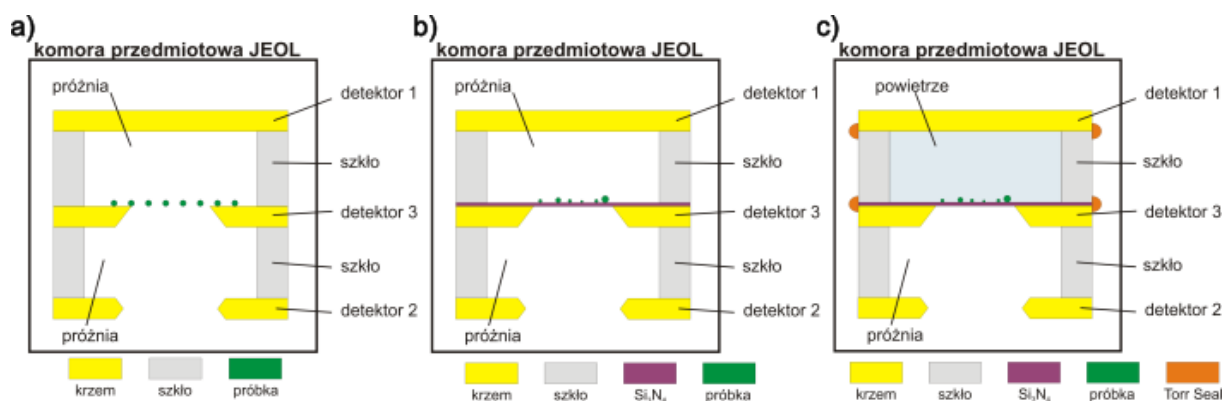 a)
komora przedmiotowa JEOL
próżnia
detektor 1
szkło
detektor 3
szkło
detektor 2
próżnia
krzem
szkło
próbka
b)
komora przedmiotowa JEOL
próżnia
detektor 1
szkło
detektor 3
szkło
detektor 2
próżnia
krzem
szkło
Si₃N₄
próbka
c)
komora przedmiotowa JEOL
powietrze
detektor 1
szkło
detektor 3
szkło
detektor 2
próżnia
krzem
szkło
Si₃N₄
próbka
Torr Seal